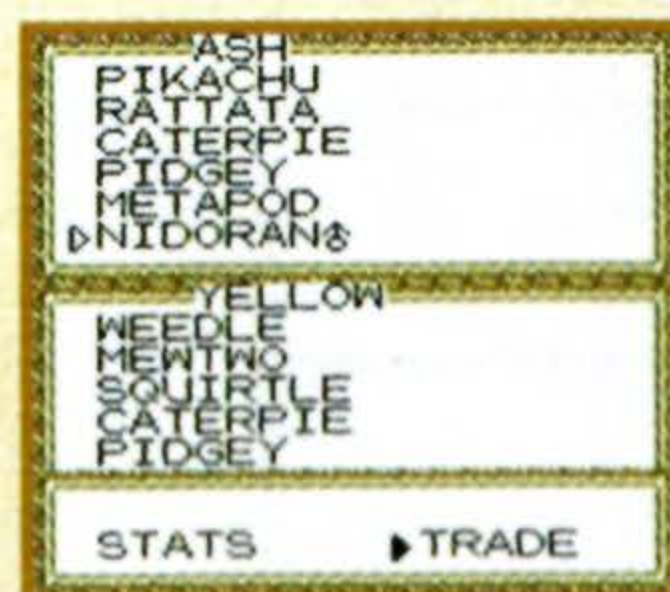 ASH
PIKACHU
RATTATA
CATERPIE
PIDGEY
METAPOD
▷NIDORAN♂
YELLOW
WEEDLE
MEWTWO
SQUIRTLE
CATERPIE
PIDGEY
STATS ▶TRADE